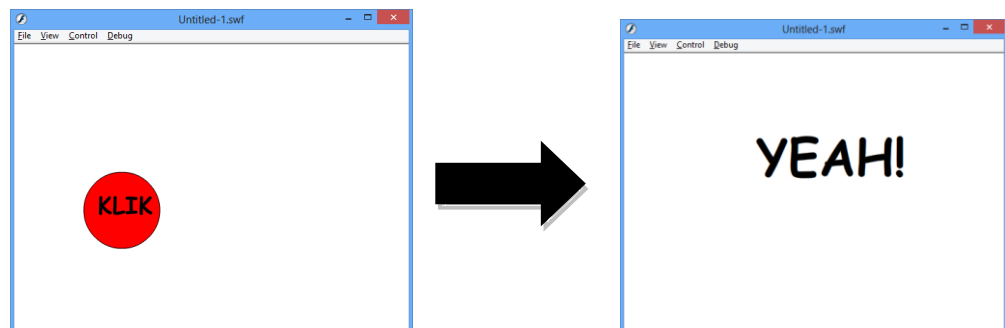 Untitled-1.swf
File View Control Debug
KLIK
Untitled-1.swf
File View Control Debug
YEAH!